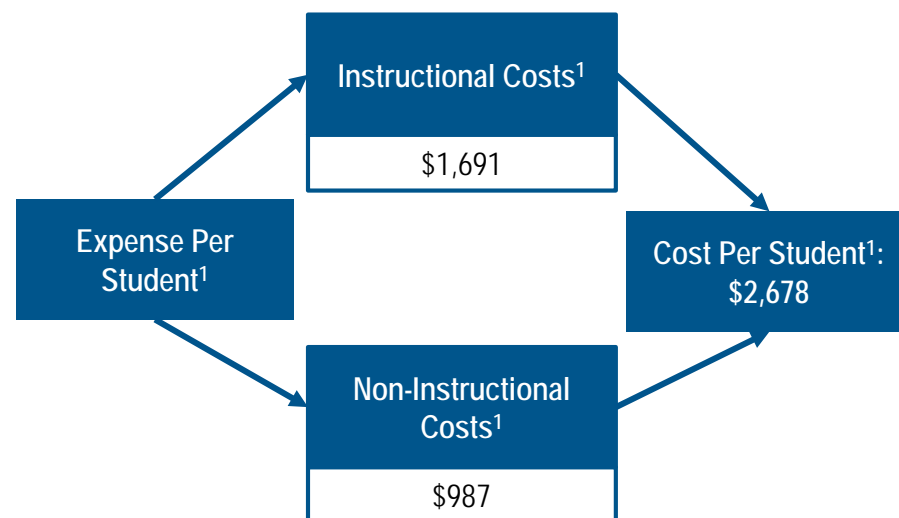 Instructional Costs¹
$1,691
Expense Per
Student¹
Cost Per Student¹:
$2,678
Non-Instructional
Costs¹
$987